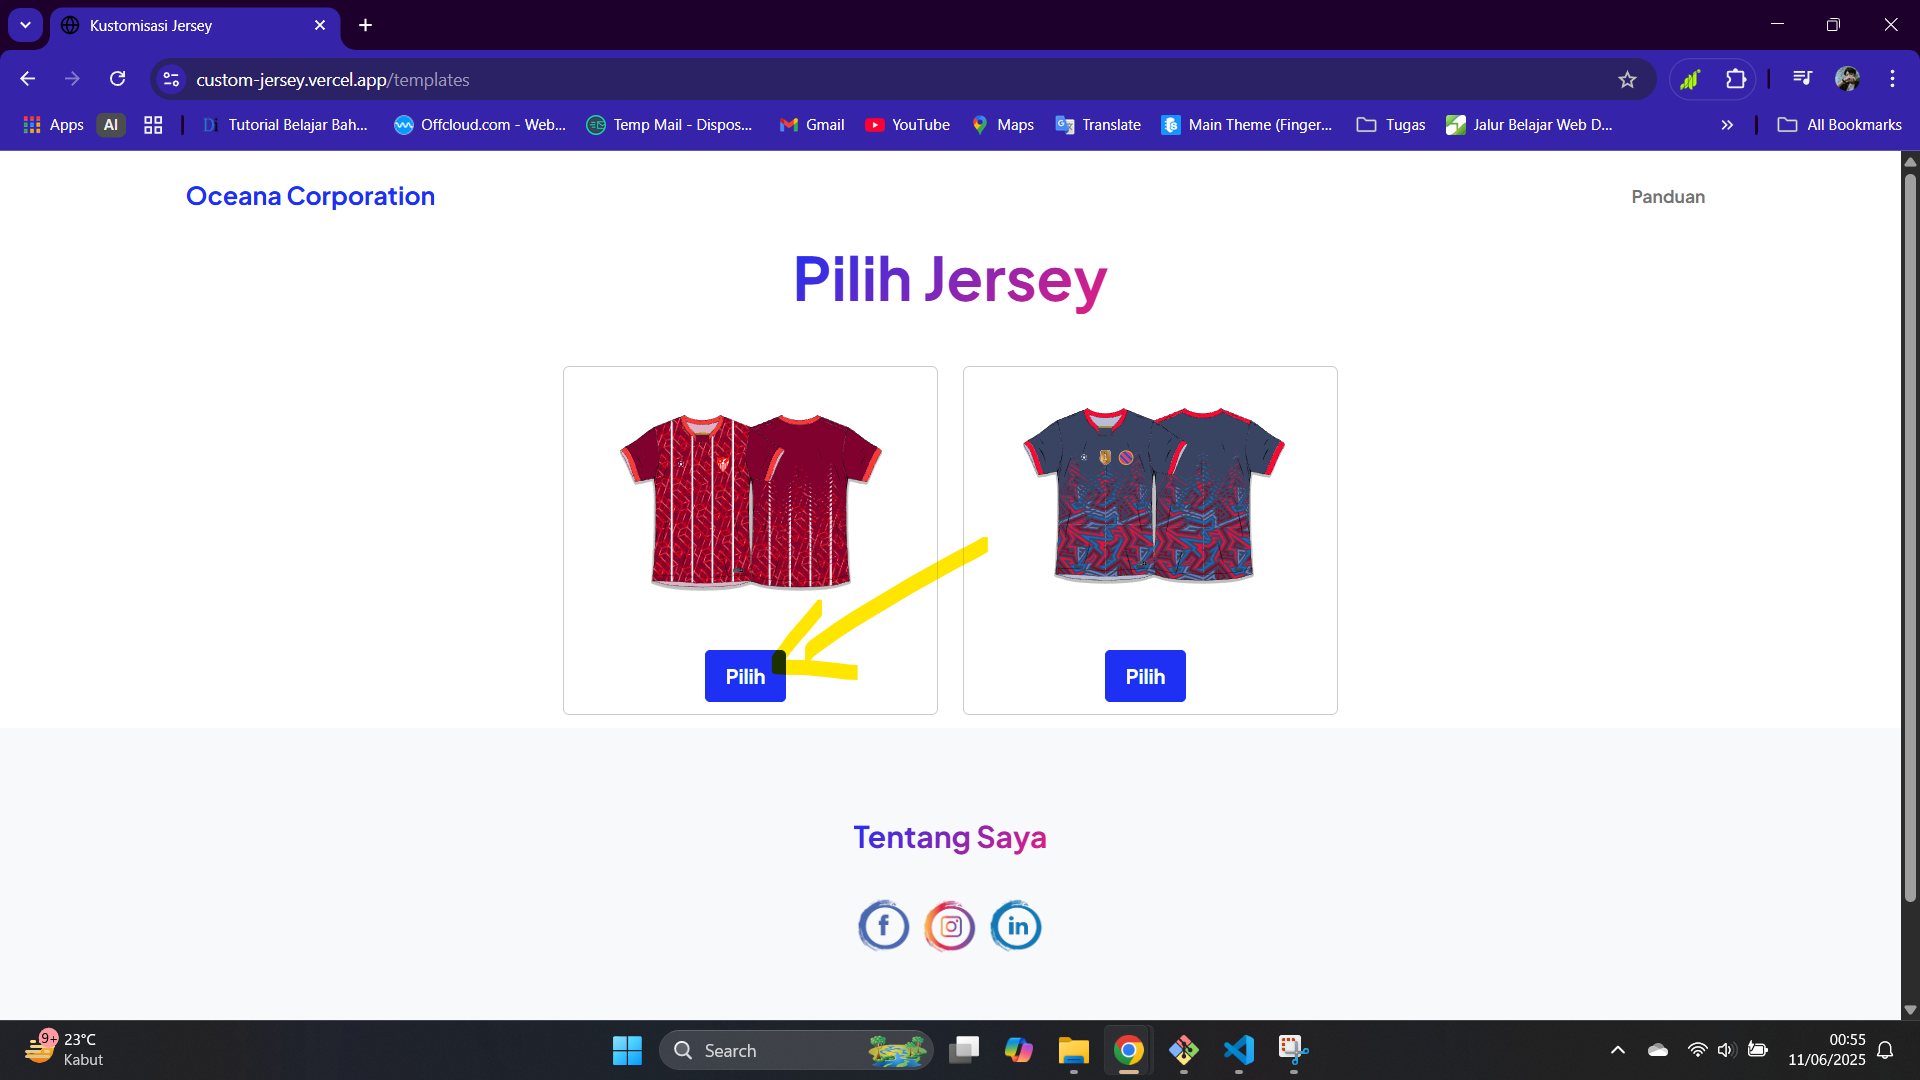 Kustomisasi Jersey
custom-jersey.vercel.app/templates
Apps AI Tutorial Belajar Bah... Offcloud.com - Web... Temp Mail - Dispos... Gmail YouTube Maps Translate Main Theme (Finger... Tugas Jalur Belajar Web D... » All Bookmarks
Oceana Corporation Panduan
Pilih Jersey
Pilih Pilih
Tentang Saya
f in
9+ 23°C
Kabut
Search
00:55
11/06/2025